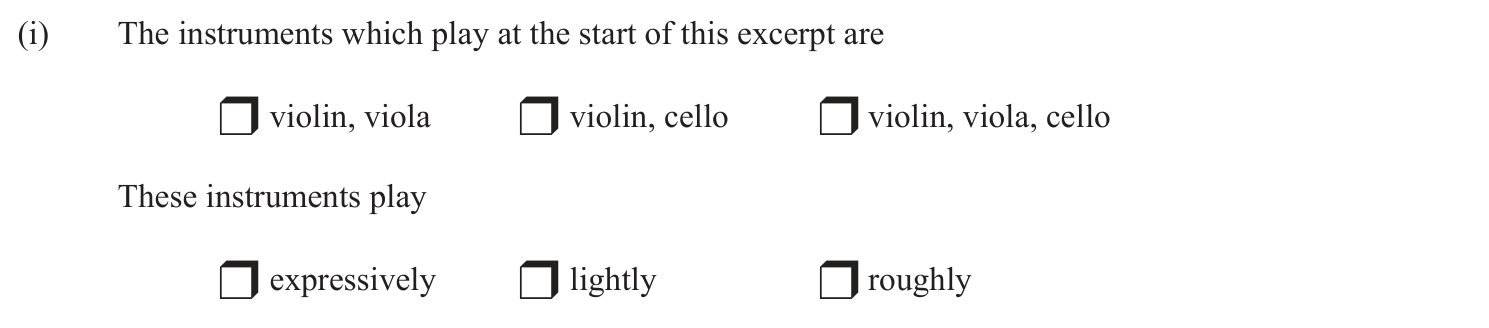 (i) The instruments which play at the start of this excerpt are
violin, viola violin, cello violin, viola, cello
These instruments play
expressively lightly roughly